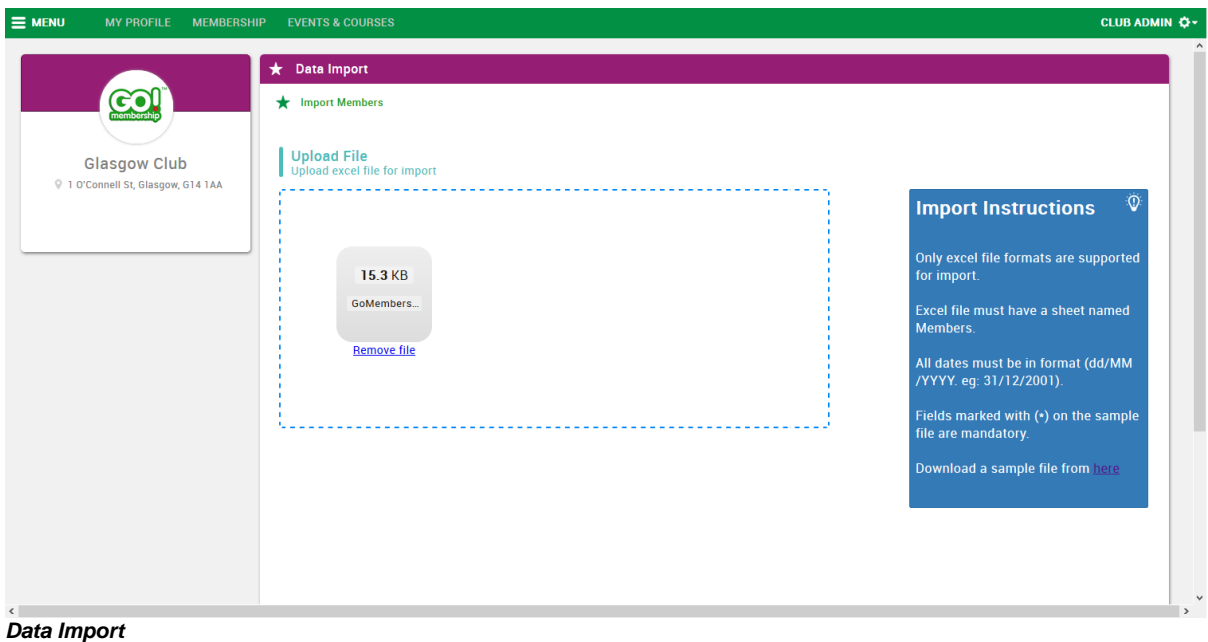 MENU MY PROFILE MEMBERSHIP EVENTS & COURSES CLUB ADMIN
GO!™
membership
Glasgow Club
1 O'Connell St, Glasgow, G14 1AA
Data Import
Import Members
Upload File
Upload excel file for import
15.3 KB
GoMembers...
Remove file
Import Instructions
Only excel file formats are supported
for import.
Excel file must have a sheet named
Members.
All dates must be in format (dd/MM
/YYYY. eg: 31/12/2001).
Fields marked with (*) on the sample
file are mandatory.
Download a sample file from here
Data Import